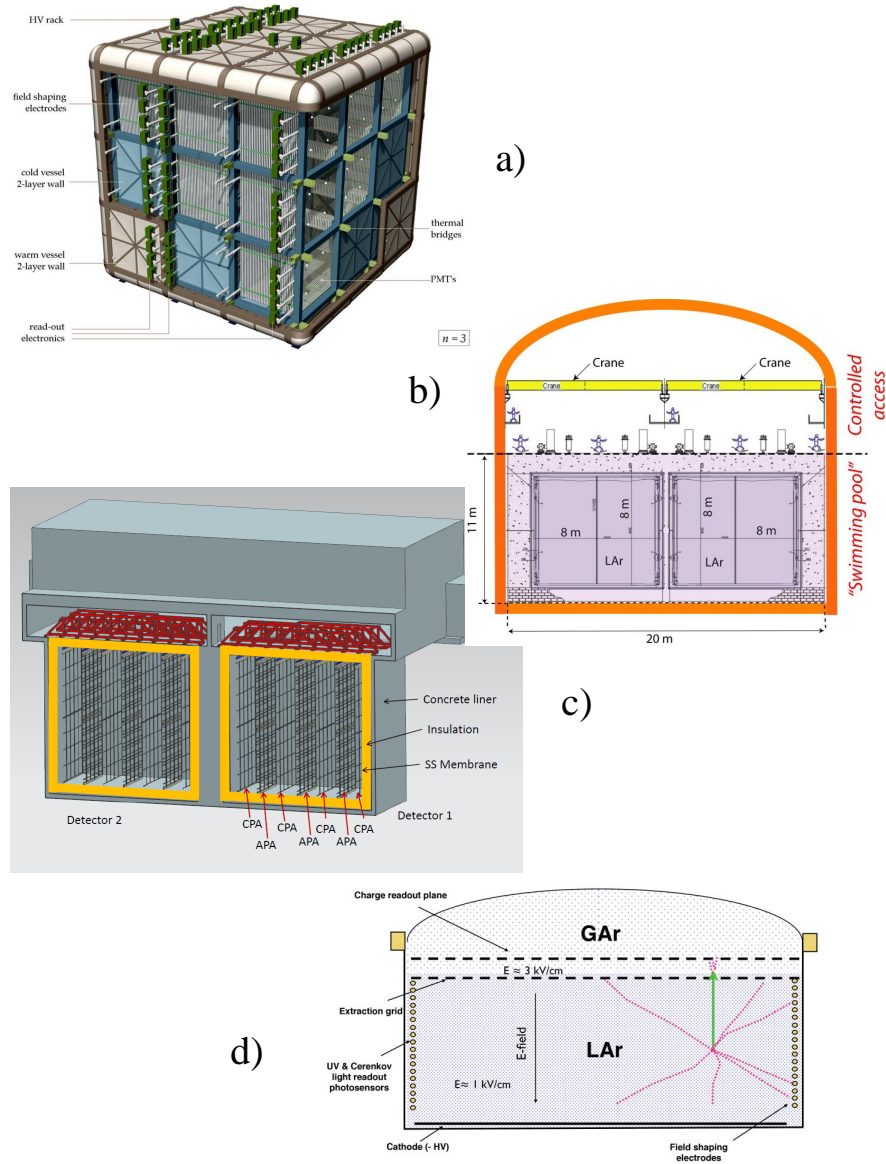 HV rack
field shaping
electrodes
cold vessel
2-layer wall
warm vessel
2-layer wall
read-out
electronics
thermal
bridges
PMT's
n = 3
a)
b)
Crane
Crane
Crane
Crane
Controlled
access
11 m
8 m
8 m
8 m
8 m
LAr
LAr
"Swimming pool"
20 m
c)
Concrete liner
Insulation
SS Membrane
Detector 2
CPA
CPA
CPA
CPA
Detector 1
APA
APA
APA
d)
Charge readout plane
GAr
E ≈ 3 kV/cm
Extraction grid
E-field
LAr
UV & Cerenkov
light readout
photosensors
E≈ 1 kV/cm
Cathode (- HV)
Field shaping
electrodes